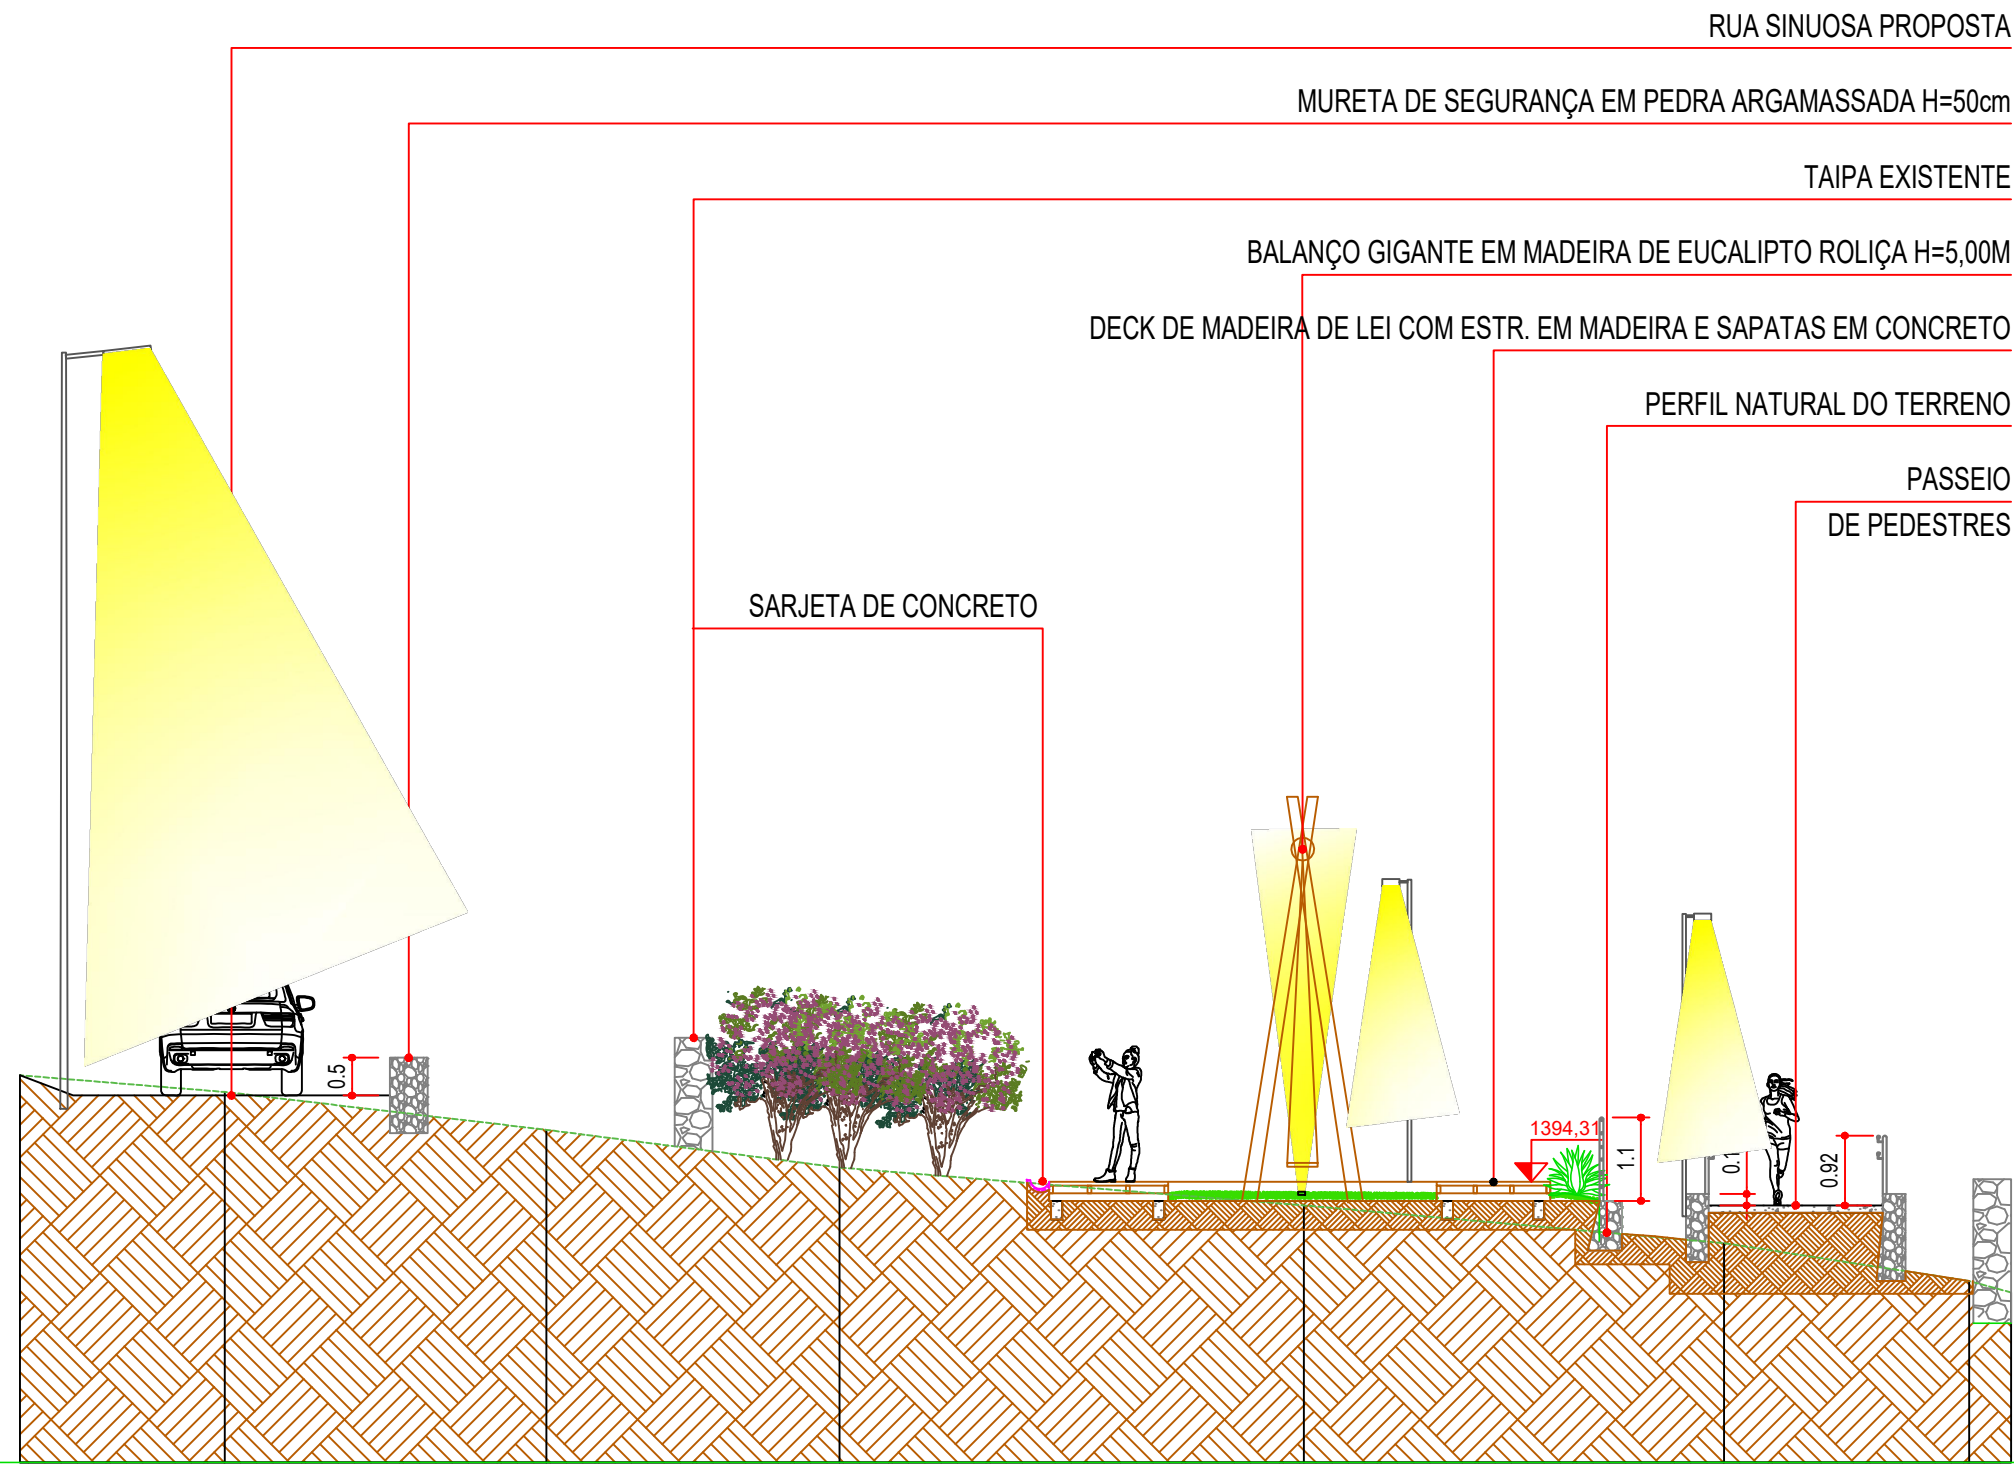 RUA SINUOSA PROPOSTA
MURETA DE SEGURANÇA EM PEDRA ARGAMASSADA H=50cm
TAIPA EXISTENTE
BALANÇO GIGANTE EM MADEIRA DE EUCALIPTO ROLIÇA H=5,00M
DECK DE MADEIRA DE LEI COM ESTR. EM MADEIRA E SAPATAS EM CONCRETO
PERFIL NATURAL DO TERRENO
PASSEIO
DE PEDESTRES
SARJETA DE CONCRETO
0.5
1394,31
1.1
0.92